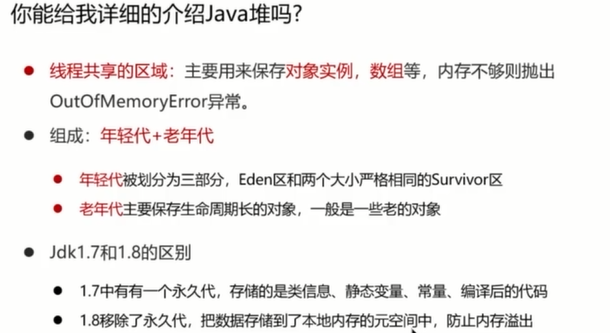 你能给我详细的介绍Java堆吗?
线程共享的区域：主要用来保存对象实例，数组等，内存不够则抛出
OutOfMemoryError异常。
组成：年轻代+老年代
年轻代被划分为三部分，Eden区和两个大小严格相同的Survivor区
老年代主要保存生命周期长的对象，一般是一些老的对象
Jdk1.7和1.8的区别
1.7中有有一个永久代，存储的是类信息、静态变量、常量、编译后的代码
1.8移除了永久代，把数据存储到了本地内存的元空间中，防止内存溢出